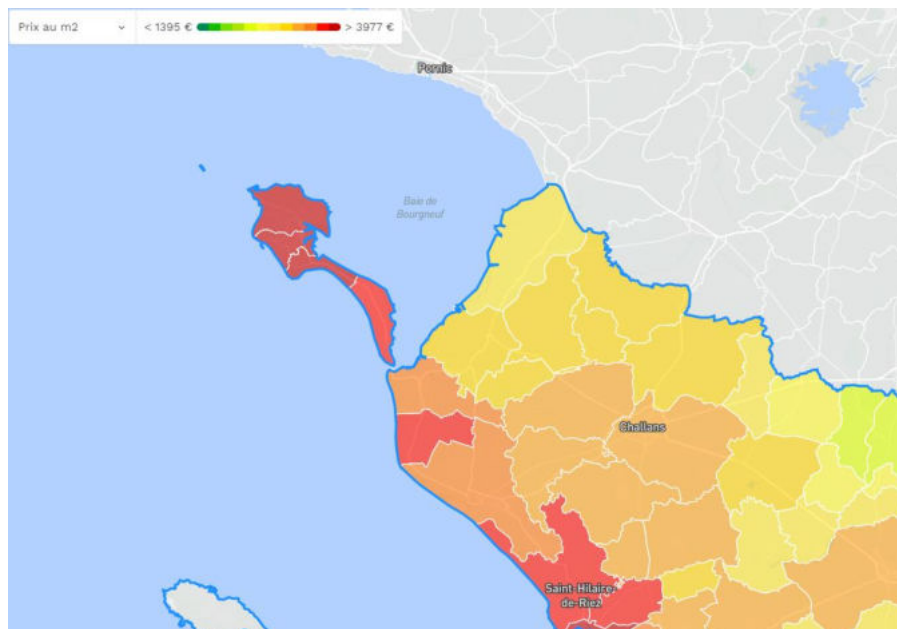 Prix au m2
< 1395 €
> 3977 €
Pornic
Baie de
Bourgneuf
Challans
Saint-Hilaire-
de-Riez